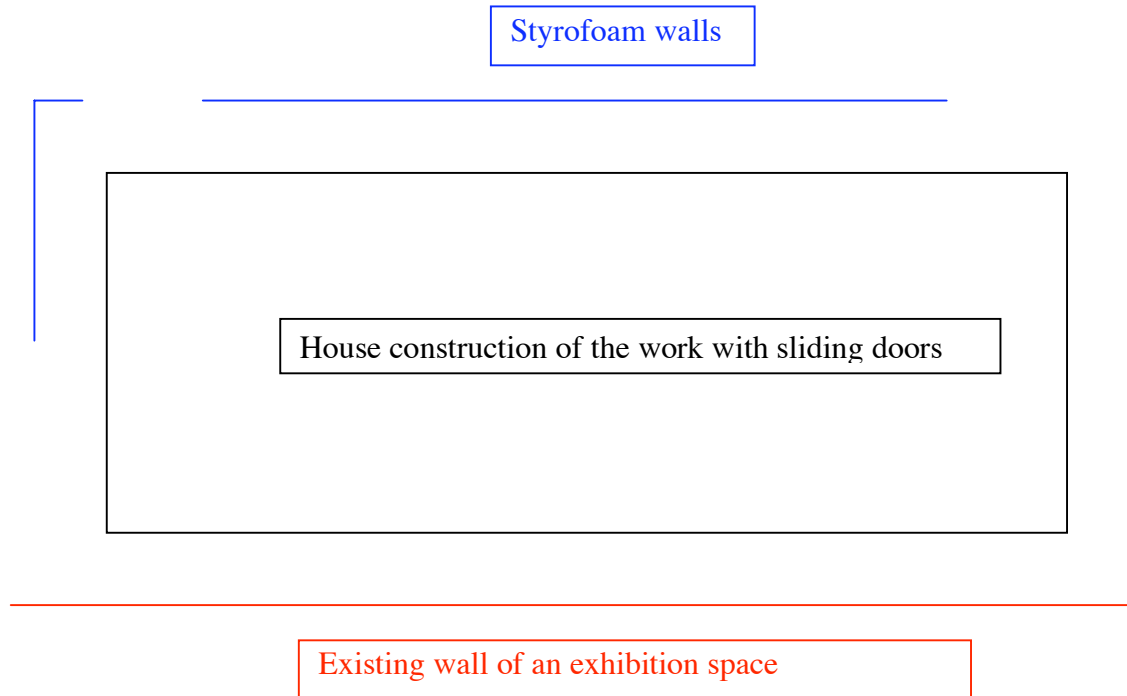 Styrofoam walls
House construction of the work with sliding doors
Existing wall of an exhibition space